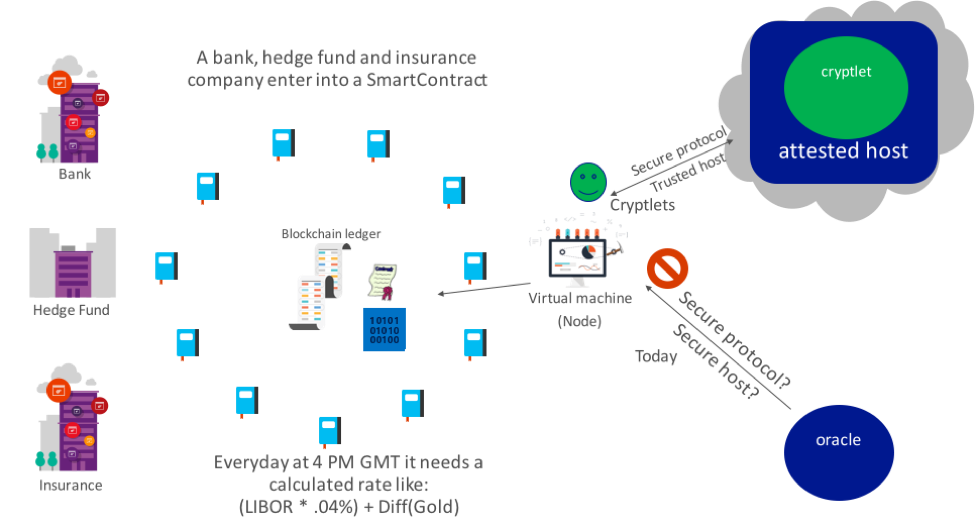 A bank, hedge fund and insurance
company enter into a SmartContract
Bank
Hedge Fund
Insurance
Blockchain ledger
10101
01010
00100
Everyday at 4 PM GMT it needs a
calculated rate like:
(LIBOR * .04%) + Diff(Gold)
Cryptlets
Virtual machine
(Node)
Secure protocol
Trusted host
cryptlet
attested host
Today
Secure protocol?
Secure host?
oracle